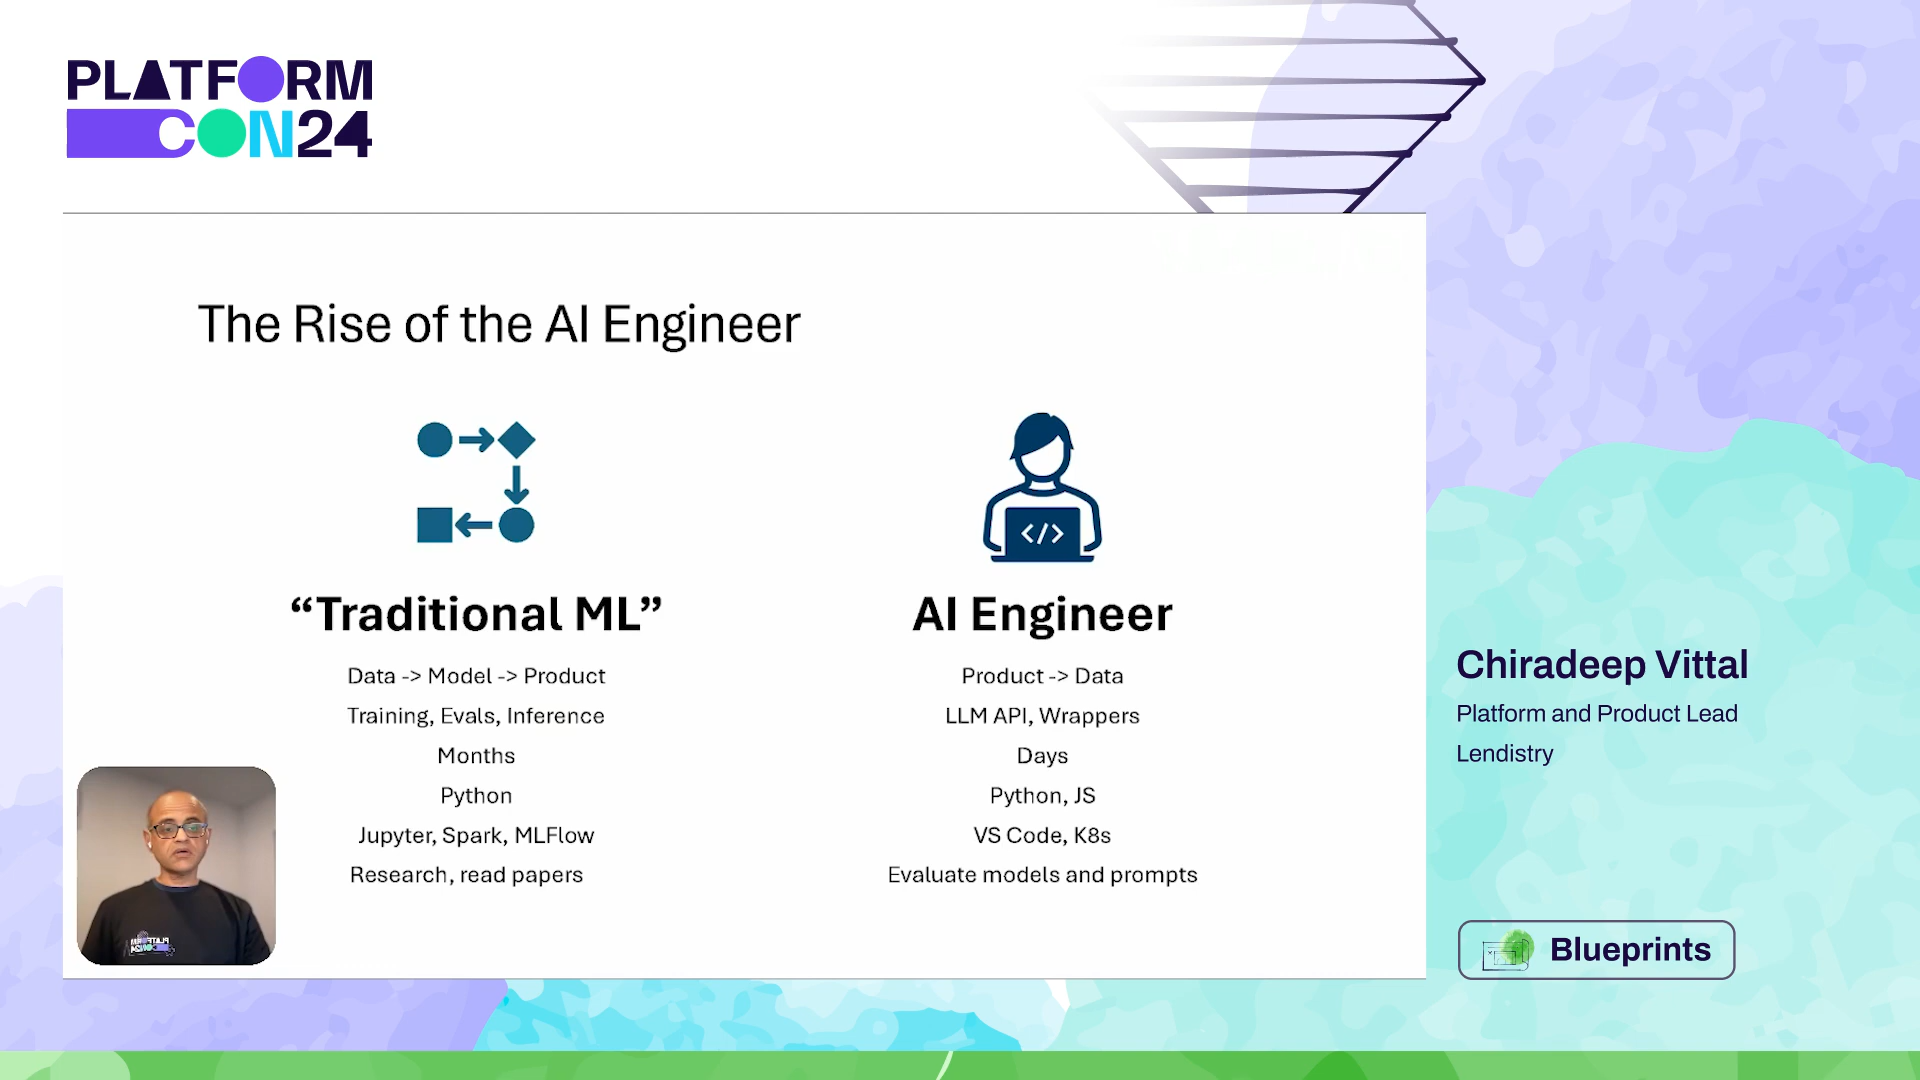 PLATFORM
CON24
The Rise of the AI Engineer
“Traditional ML”
Data -> Model -> Product
Training, Evals, Inference
Months
Python
Jupyter, Spark, MLFlow
Research, read papers
</>
AI Engineer
Product -> Data
LLM API, Wrappers
Days
Python, JS
VS Code, K8s
Evaluate models and prompts
Chiradeep Vittal
Platform and Product Lead
Lendistry
Blueprints